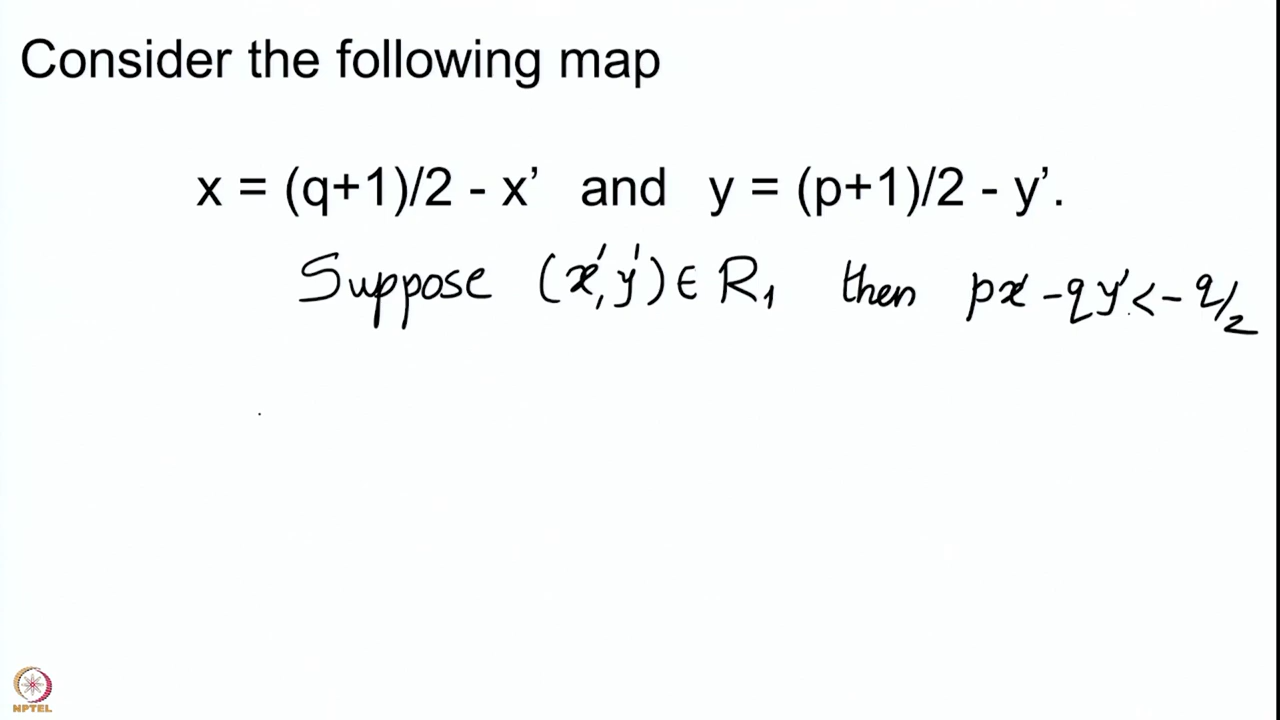 Consider the following map
x = (q+1)/2 - x’ and y = (p+1)/2 - y’.
Suppose (x', y') ∈ R₁ then px' - qy' < - q/2
NPTEL